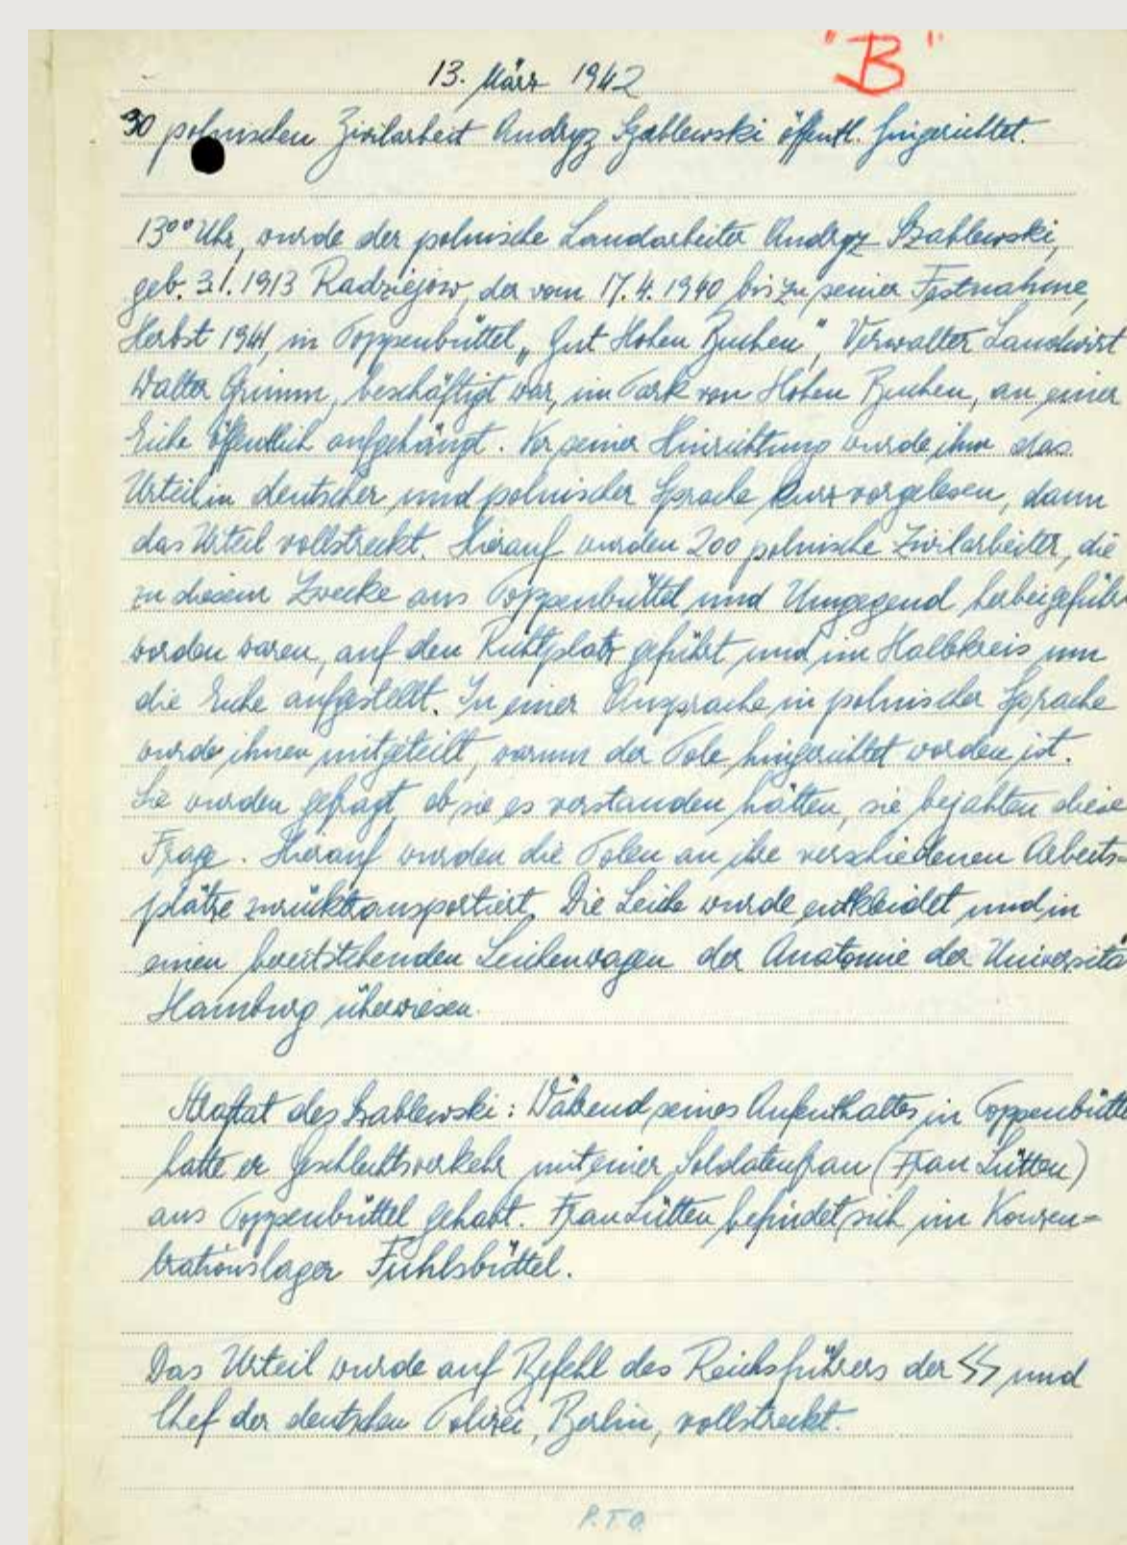 "B"
13. März 1942
30 polnischen Zivilarbeit Andryz Szablewski öffentl. hingerichtet.
13⁰⁰ Uhr, wurde der polnische Landarbeiter Andryz Szablewski,
geb. 3.1.1913 Radziejow, der vom 17.4.1940 bis zu seiner Festnahme,
Herbst 1941, in Poppenbüttel „Gut Hohen Buchen", Verwalter Landwirt
Walter Grimm, beschäftigt war, im Park von Hohen Buchen, an einer
Eiche öffentlich aufgehängt. Vor seiner Hinrichtung wurde ihm das
Urteil in deutscher und polnischer Sprache kurz vorgelesen, dann
das Urteil vollstreckt. Hierauf wurden 200 polnische Zivilarbeiter, die
zu diesem Zwecke aus Poppenbüttel und Umgegend herbeigeführ
worden waren, auf den Richtplatz geführt und im Halbkreis um
die Eiche aufgestellt. In einer Ansprache in polnischer Sprache
wurde ihnen mitgeteilt, warum der Pole hingerichtet worden ist.
Sie wurden gefragt, ob sie es verstanden hätten, sie bejahten diese
Frage. Hierauf wurden die Polen an ihre verschiedenen Arbeits=
plätze zurücktransportiert. Die Leiche wurde entkleidet und in
einen bereitstehenden Leichenwagen der Anatomie der Universitä
Hamburg überwiesen.
des Szablewski: Während seines Aufenthaltes in Poppenbütte
hatte er Geschlechtsverkehr mit einer Soldatenfrau (Frau Lütten)
aus Poppenbüttel gehabt. Frau Lütten befindet sich im Konzen=
trationslager Fuhlsbüttel.
Das Urteil wurde auf Befehl des Reichsführers der SS und
Chef der deutschen Polizei, Berlin, vollstreckt.
P.T.O.